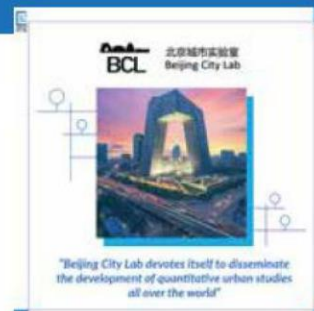 BCL
北京城市实验室
Beijing City Lab
"Beijing City Lab devotes itself to disseminate
the development of quantitative urban studies
all over the world"